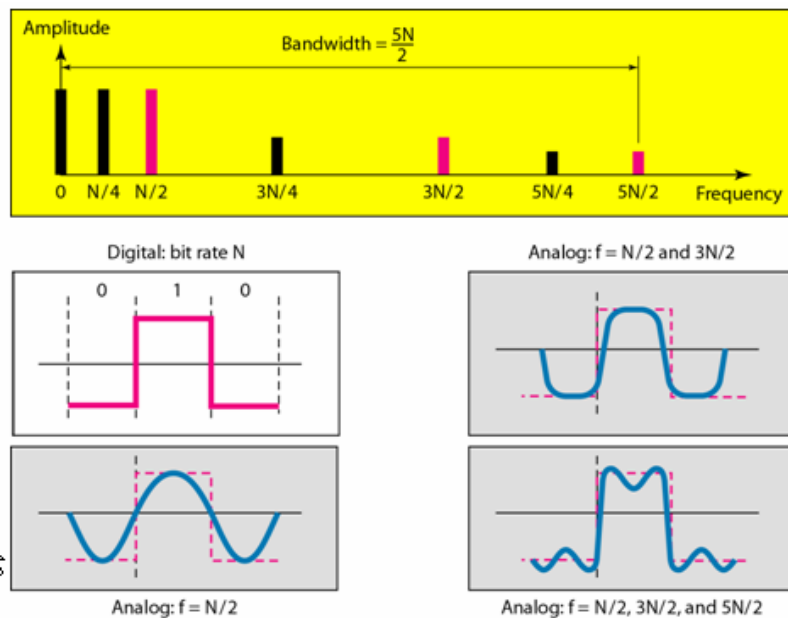 Amplitude
Bandwidth = 5N/2
0 N/4 N/2 3N/4 3N/2 5N/4 5N/2 Frequency
Digital: bit rate N
0 1 0
Analog: f = N/2 and 3N/2
Analog: f = N/2
Analog: f = N/2, 3N/2, and 5N/2